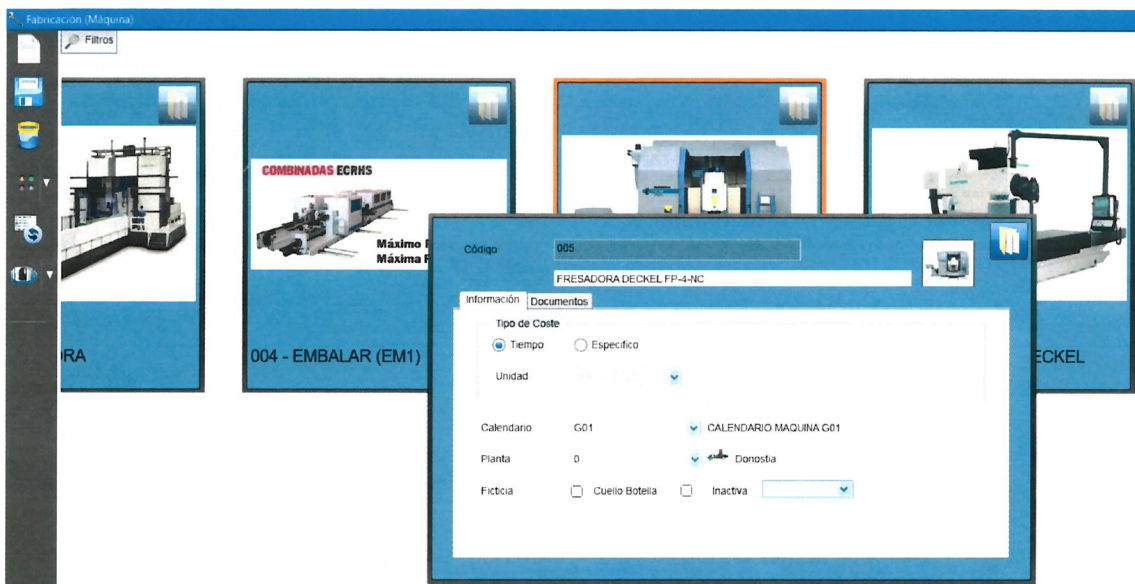 Fabricación (Máquina)
Filtros
COMBINADAS ECRHS
Máximo
Máxima
RA
004 - EMBALAR (EM1)
ECKEL
Código
005
FRESADORA DECKEL FP-4-NC
Información
Documentos
Tipo de Coste
Tiempo
Especifico
Unidad
Calendario
G01
CALENDARIO MAQUINA G01
Planta
0
Donostia
Ficticia
Cuello Botella
Inactiva